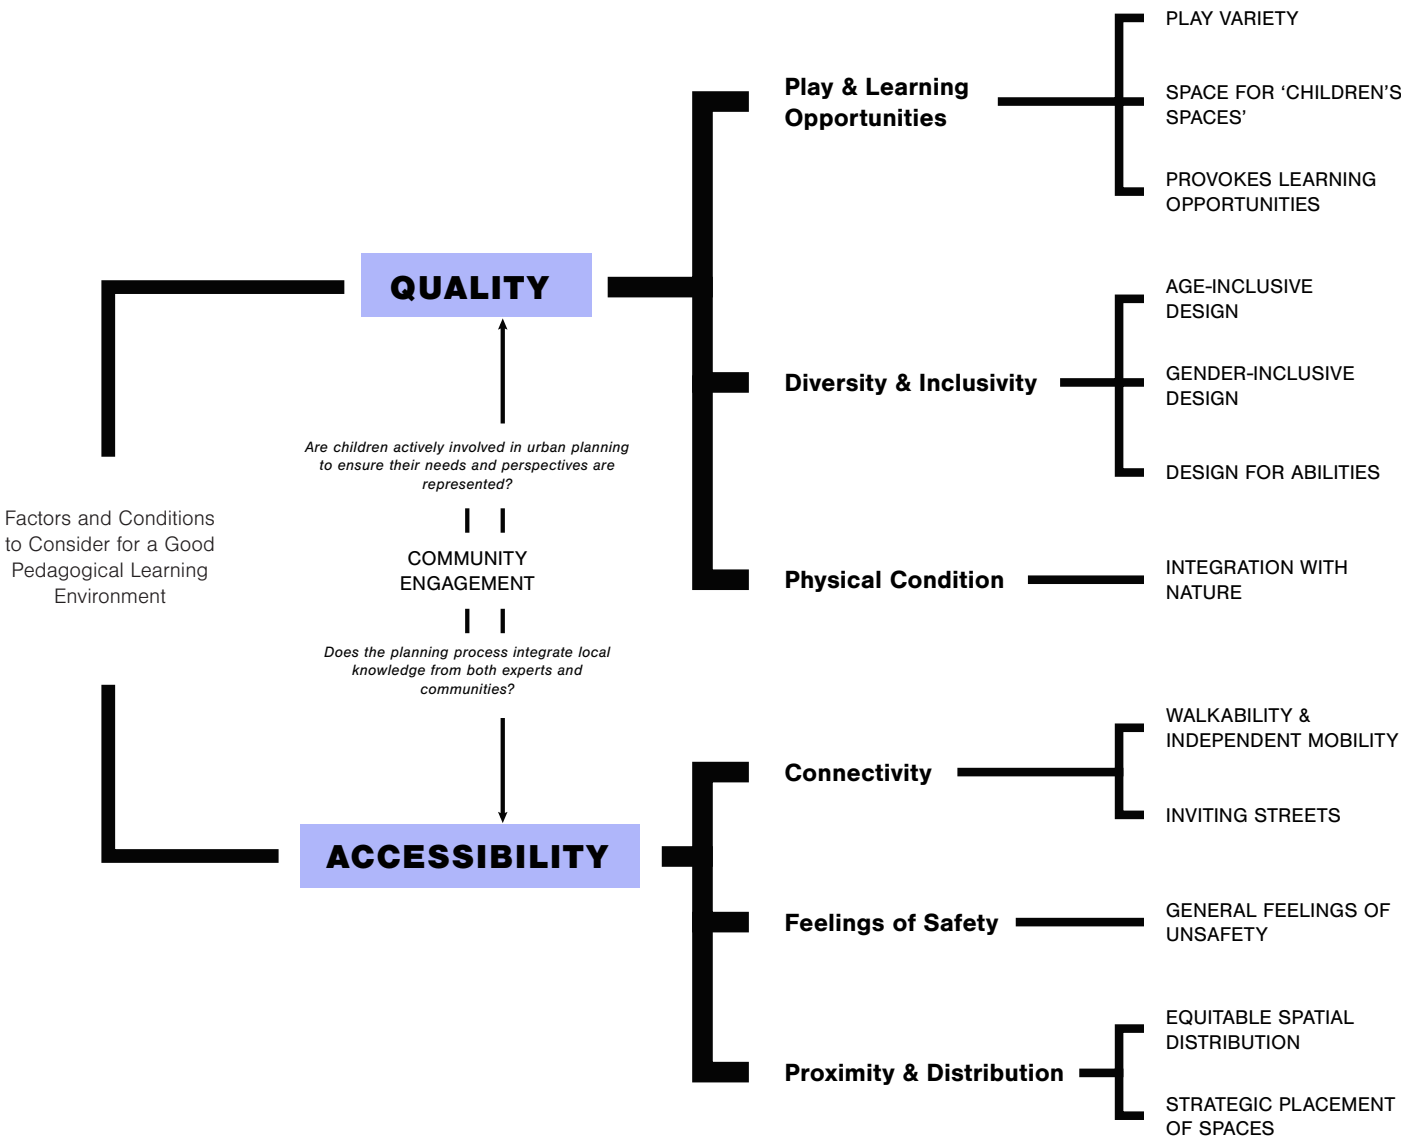 Factors and Conditions
to Consider for a Good
Pedagogical Learning
Environment
QUALITY
Are children actively involved in urban planning
to ensure their needs and perspectives are
represented?
COMMUNITY
ENGAGEMENT
Does the planning process integrate local
knowledge from both experts and
communities?
ACCESSIBILITY
Play & Learning
Opportunities
PLAY VARIETY
SPACE FOR ‘CHILDREN’S
SPACES’
PROVOKES LEARNING
OPPORTUNITIES
Diversity & Inclusivity
AGE-INCLUSIVE
DESIGN
GENDER-INCLUSIVE
DESIGN
DESIGN FOR ABILITIES
Physical Condition
INTEGRATION WITH
NATURE
Connectivity
WALKABILITY &
INDEPENDENT MOBILITY
INVITING STREETS
Feelings of Safety
GENERAL FEELINGS OF
UNSAFETY
Proximity & Distribution
EQUITABLE SPATIAL
DISTRIBUTION
STRATEGIC PLACEMENT
OF SPACES